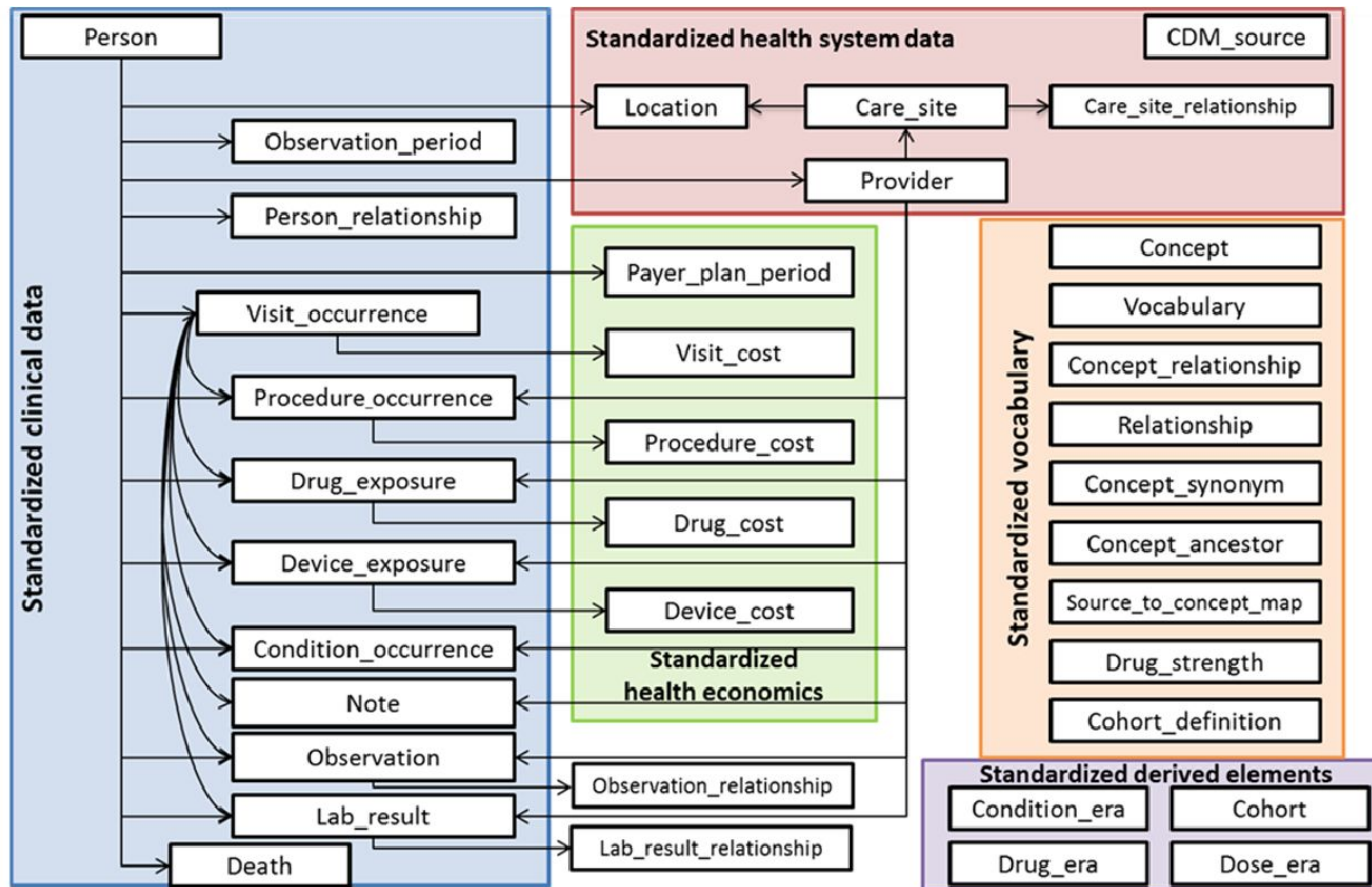 Person
Standardized clinical data
Observation_period
Person_relationship
Visit_occurrence
Procedure_occurrence
Drug_exposure
Device_exposure
Condition_occurrence
Note
Observation
Lab_result
Death
Standardized health system data
CDM_source
Location
Care_site
Care_site_relationship
Provider
Payer_plan_period
Visit_cost
Procedure_cost
Drug_cost
Device_cost
Standardized
health economics
Observation_relationship
Lab_result_relationship
Standardized vocabulary
Concept
Vocabulary
Concept_relationship
Relationship
Concept_synonym
Concept_ancestor
Source_to_concept_map
Drug_strength
Cohort_definition
Standardized derived elements
Condition_era
Cohort
Drug_era
Dose_era